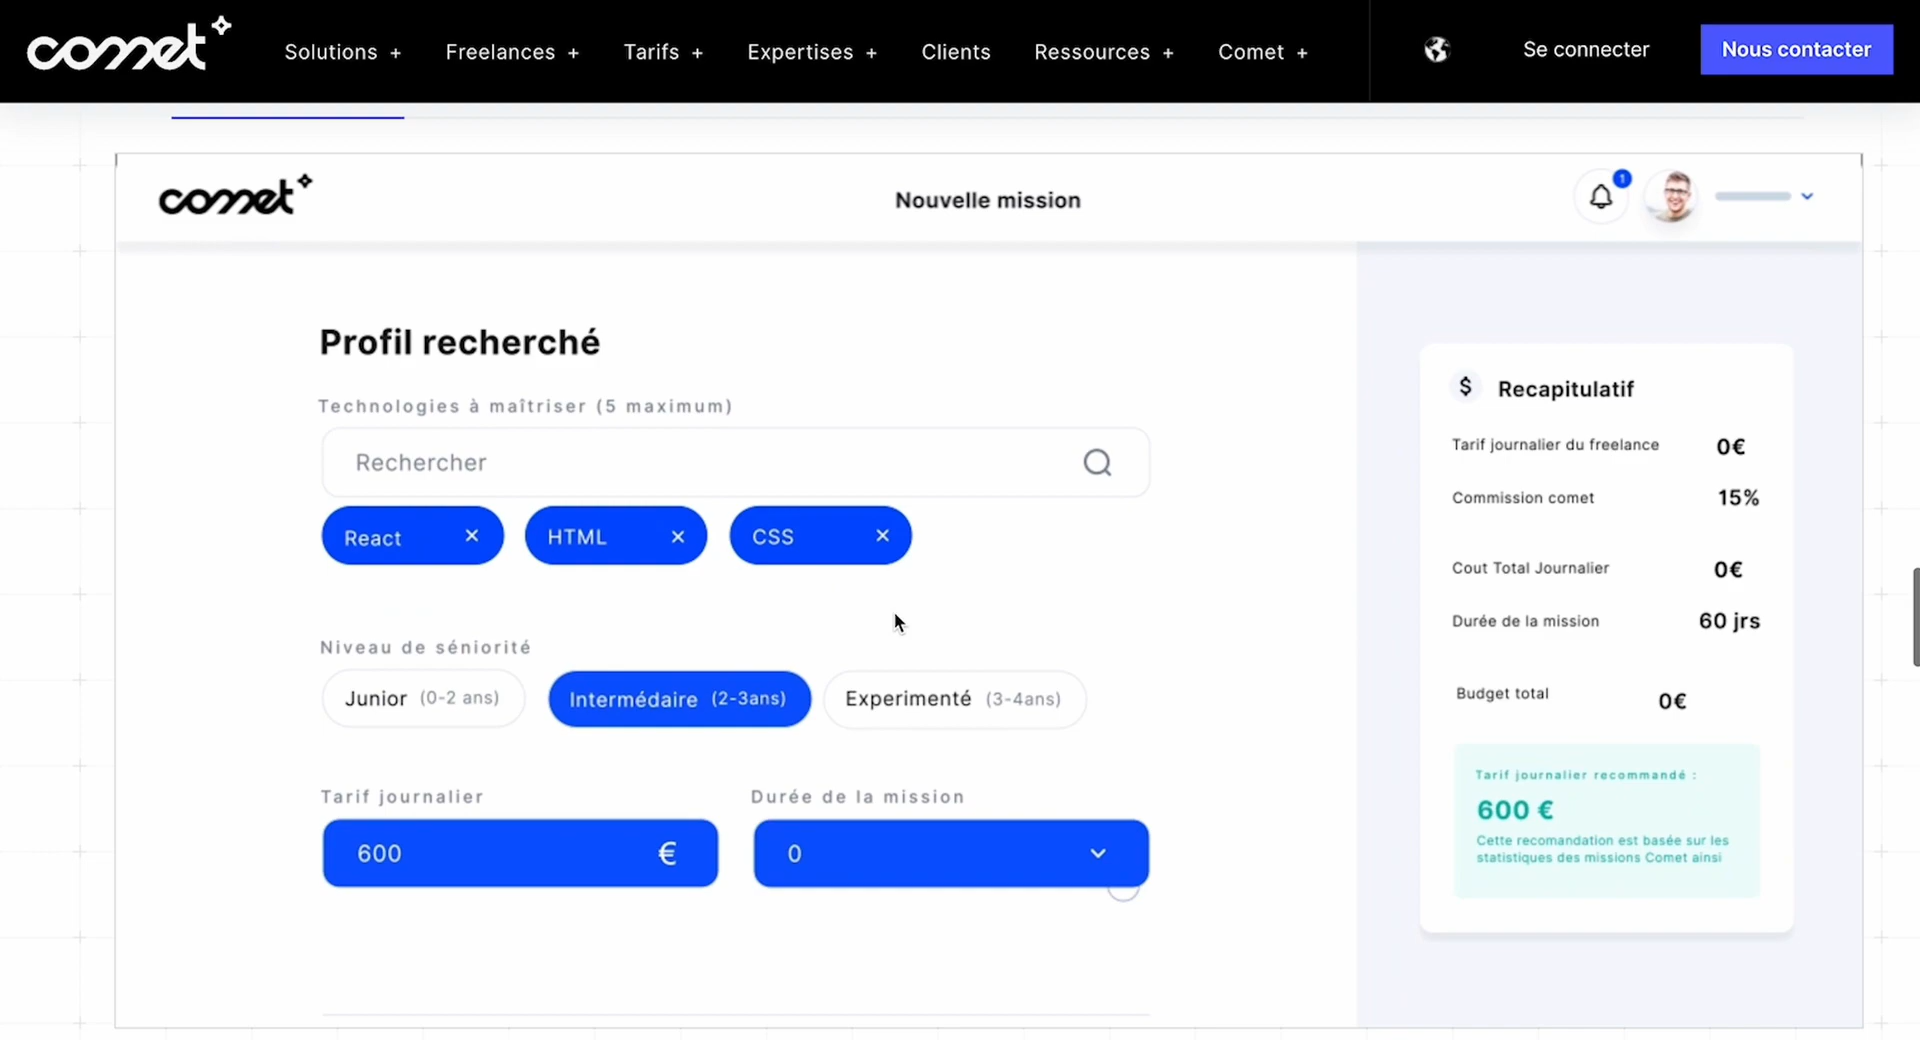 comet
Solutions +
Freelances +
Tarifs +
Expertises +
Clients
Ressources +
Comet +
Se connecter
Nous contacter
comet
Nouvelle mission
1
Profil recherché
Technologies à maîtriser (5 maximum)
Rechercher
React ×
HTML ×
CSS ×
Niveau de séniorité
Junior (0-2 ans)
Intermédaire (2-3ans)
Experimenté (3-4ans)
Tarif journalier
600 €
Durée de la mission
0
$ Recapitulatif
Tarif journalier du freelance 0€
Commission comet 15%
Cout Total Journalier 0€
Durée de la mission 60 jrs
Budget total 0€
Tarif journalier recommandé :
600 €
Cette recomandation est basée sur les
statistiques des missions Comet ainsi